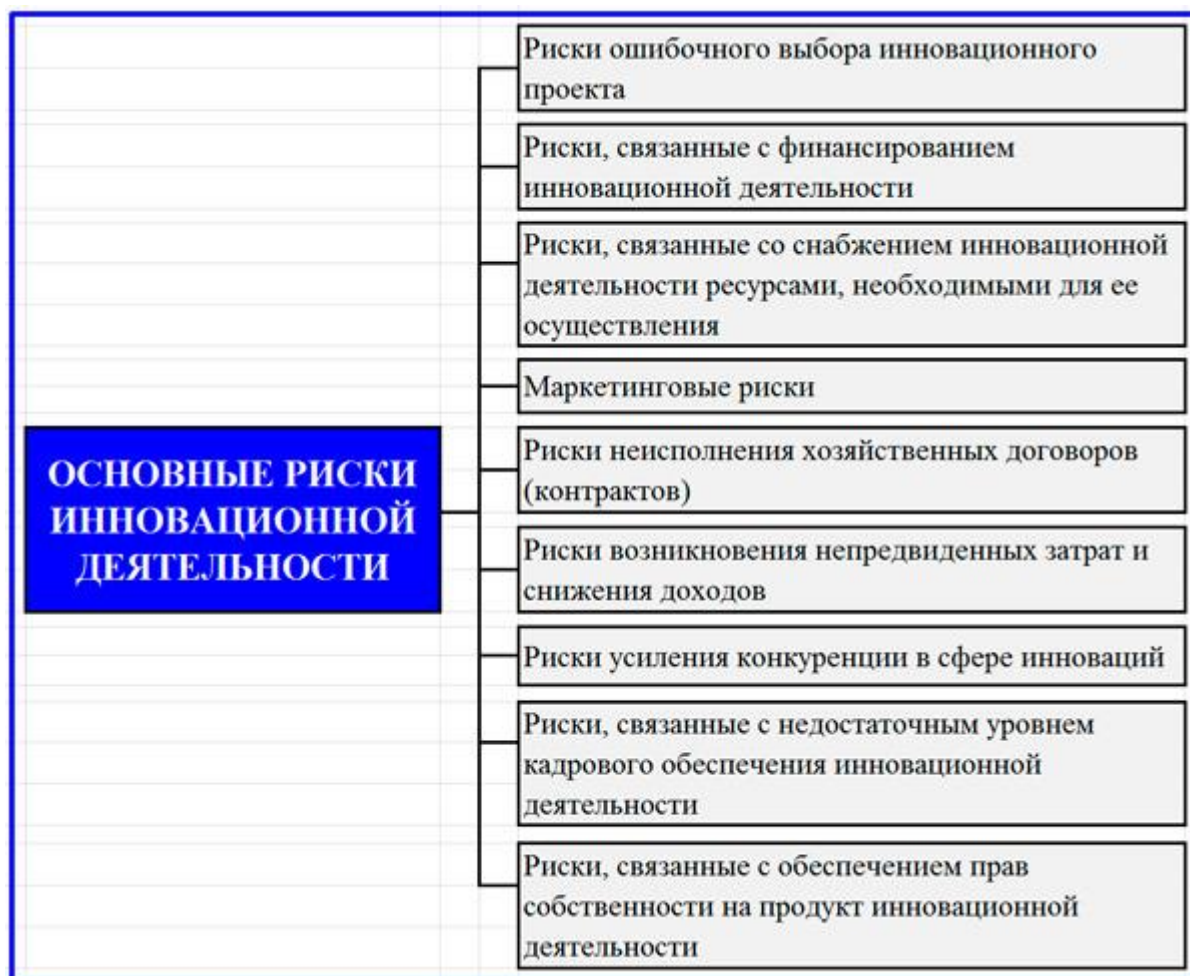 ОСНОВНЫЕ РИСКИ
ИННОВАЦИОННОЙ
ДЕЯТЕЛЬНОСТИ
Риски ошибочного выбора инновационного
проекта
Риски, связанные с финансированием
инновационной деятельности
Риски, связанные со снабжением инновационной
деятельности ресурсами, необходимыми для ее
осуществления
Маркетинговые риски
Риски неисполнения хозяйственных договоров
(контрактов)
Риски возникновения непредвиденных затрат и
снижения доходов
Риски усиления конкуренции в сфере инноваций
Риски, связанные с недостаточным уровнем
кадрового обеспечения инновационной
деятельности
Риски, связанные с обеспечением прав
собственности на продукт инновационной
деятельности